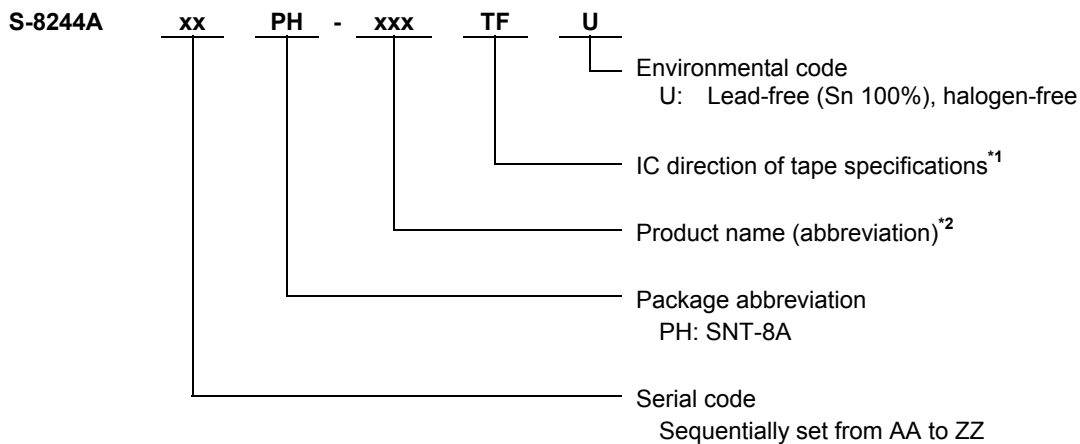 S-8244A xx PH - xxx TF U
Environmental code
U: Lead-free (Sn 100%), halogen-free
IC direction of tape specifications*1
Product name (abbreviation)*2
Package abbreviation
PH: SNT-8A
Serial code
Sequentially set from AA to ZZ